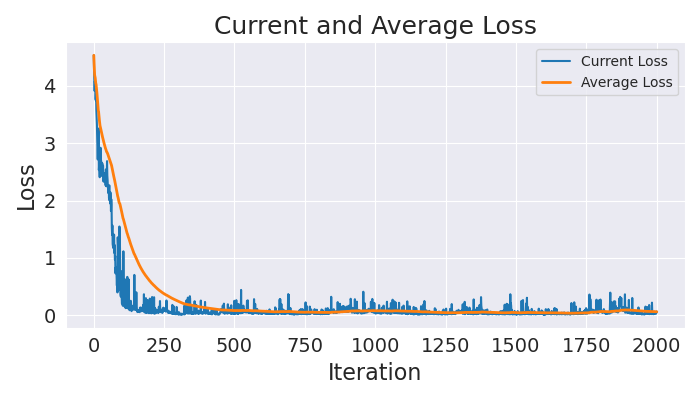 Current and Average Loss
Current Loss
Average Loss
Loss
4
3
2
1
0
0 250 500 750 1000 1250 1500 1750 2000
Iteration